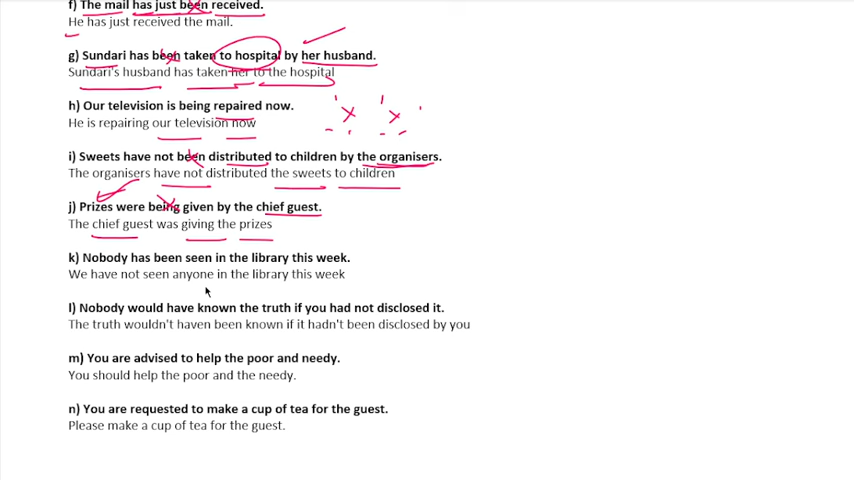 f) The mail has just been received.
He has just received the mail.
g) Sundari has been taken to hospital by her husband.
Sundari's husband has taken her to the hospital
h) Our television is being repaired now.
He is repairing our television now
i) Sweets have not been distributed to children by the organisers.
The organisers have not distributed the sweets to children
j) Prizes were being given by the chief guest.
The chief guest was giving the prizes
k) Nobody has been seen in the library this week.
We have not seen anyone in the library this week
l) Nobody would have known the truth if you had not disclosed it.
The truth wouldn't haven been known if it hadn't been disclosed by you
m) You are advised to help the poor and needy.
You should help the poor and the needy.
n) You are requested to make a cup of tea for the guest.
Please make a cup of tea for the guest.